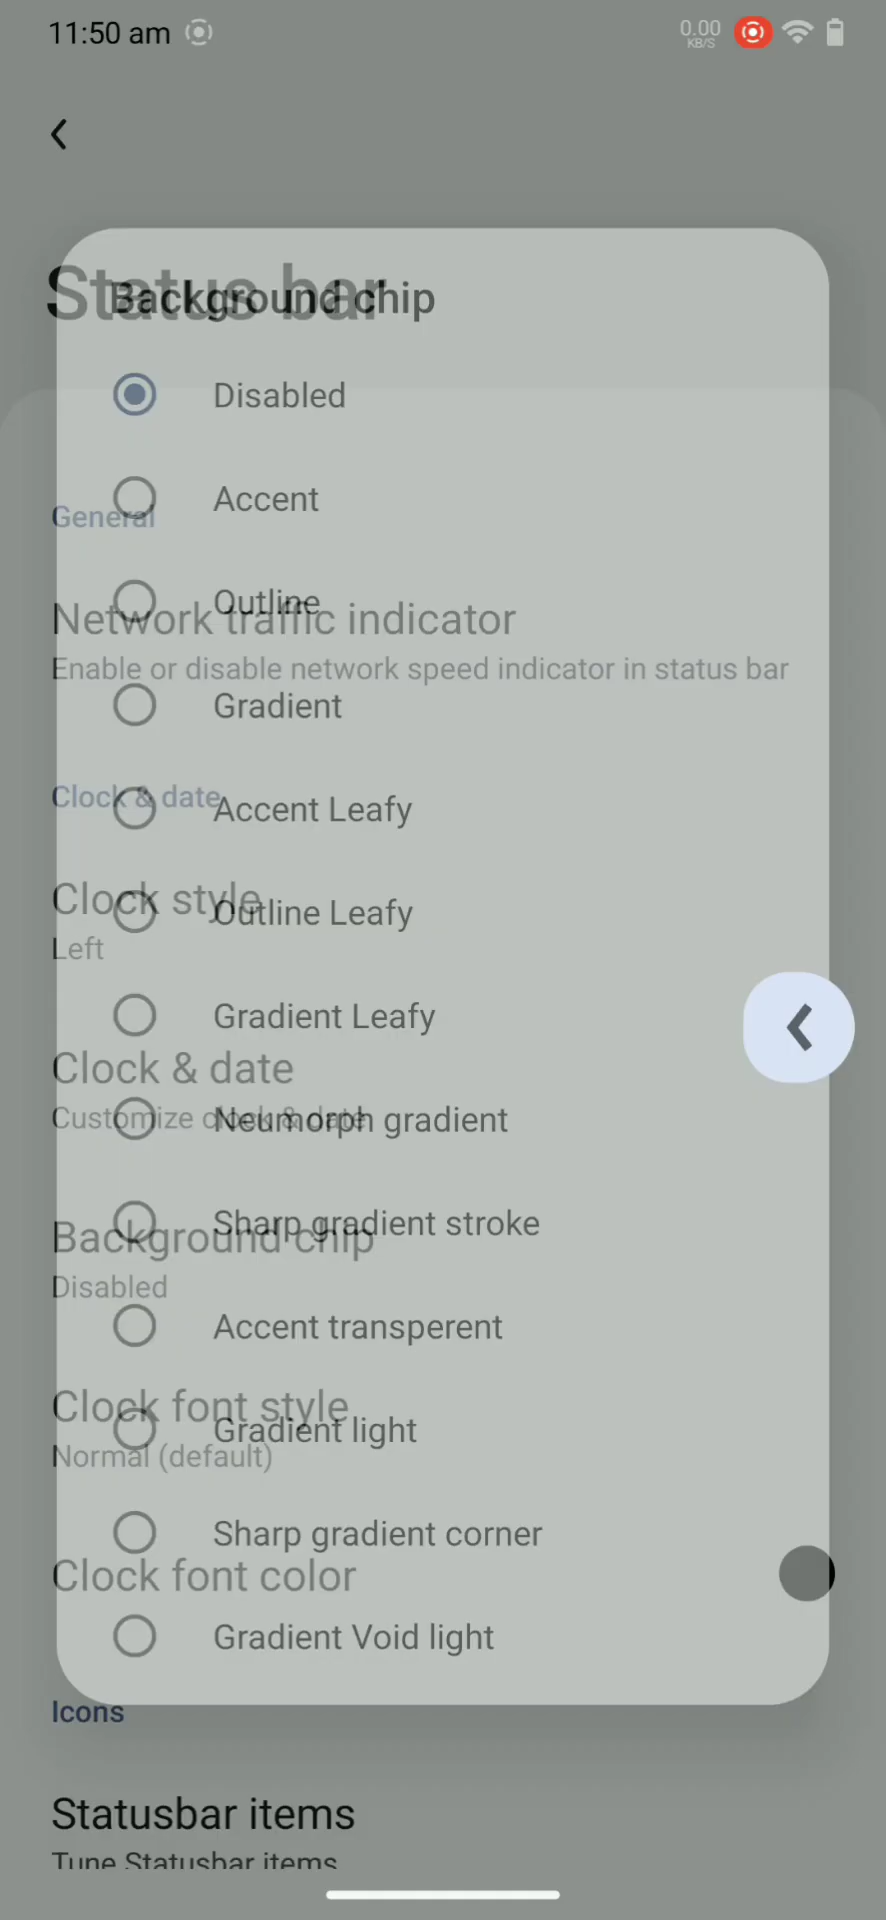 11:50 am
0.00
KB/S
Status bar
Background chip
Disabled
Accent
General
Outline
Network traffic indicator
Enable or disable network speed indicator in status bar
Gradient
Clock & date
Accent Leafy
Clock style
Outline Leafy
Left
Gradient Leafy
Clock & date
Customize clock & date
Neumorph gradient
Sharp gradient stroke
Background chip
Disabled
Accent transperent
Clock font style
Gradient light
Normal (default)
Sharp gradient corner
Clock font color
Gradient Void light
Icons
Statusbar items
Tune Statusbar items